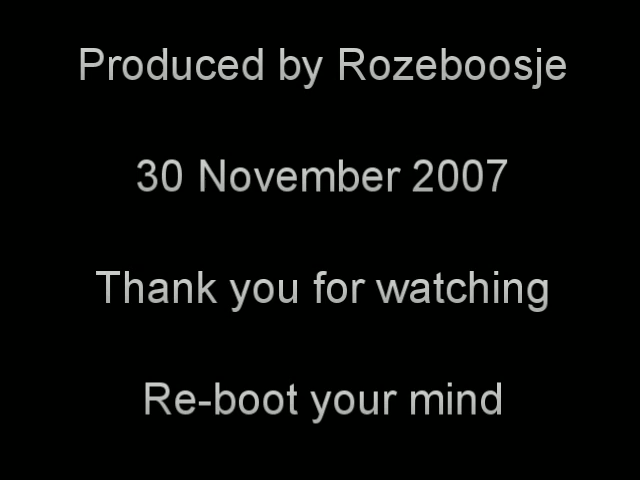 Produced by Rozeboosje
30 November 2007
Thank you for watching
Re-boot your mind